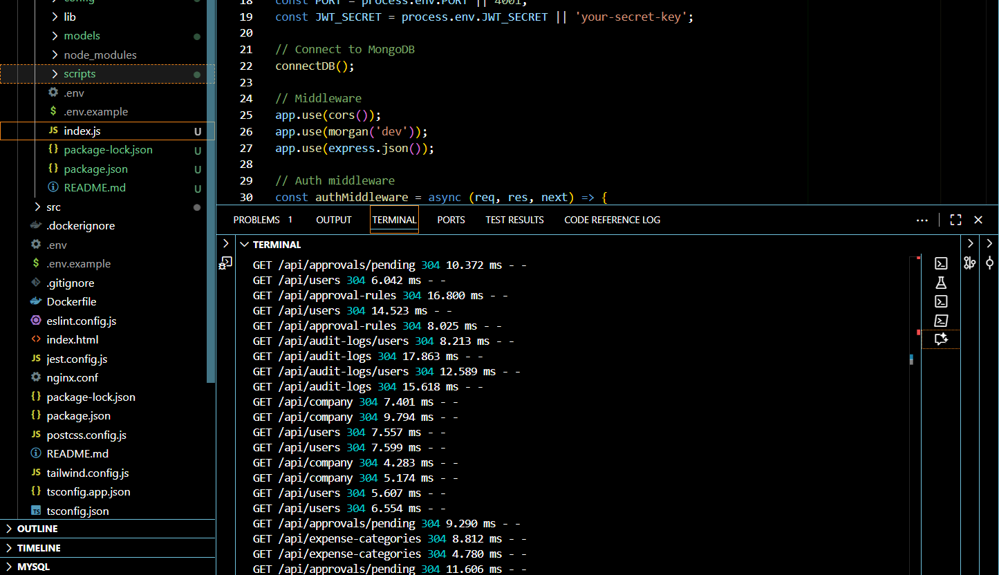 config
lib
models
node_modules
scripts
.env
$ .env.example
JS index.js U
{} package-lock.json U
{} package.json U
README.md U
src
.dockerignore
.env
$ .env.example
.gitignore
Dockerfile
eslint.config.js
<> index.html
JS jest.config.js
nginx.conf
{} package-lock.json
{} package.json
JS postcss.config.js
README.md
JS tailwind.config.js
{} tsconfig.app.json
TS tsconfig.json
OUTLINE
TIMELINE
MYSQL
18 const PORT = process.env.PORT || 4001;
19 const JWT_SECRET = process.env.JWT_SECRET || 'your-secret-key';
20
21 // Connect to MongoDB
22 connectDB();
23
24 // Middleware
25 app.use(cors());
26 app.use(morgan('dev'));
27 app.use(express.json());
28
29 // Auth middleware
30 const authMiddleware = async (req, res, next) => {
PROBLEMS 1 OUTPUT TERMINAL PORTS TEST RESULTS CODE REFERENCE LOG
TERMINAL
GET /api/approvals/pending 304 10.372 ms - -
GET /api/users 304 6.042 ms - -
GET /api/approval-rules 304 16.800 ms - -
GET /api/users 304 14.523 ms - -
GET /api/approval-rules 304 8.025 ms - -
GET /api/audit-logs/users 304 8.213 ms - -
GET /api/audit-logs 304 17.863 ms - -
GET /api/audit-logs/users 304 12.589 ms - -
GET /api/audit-logs 304 15.618 ms - -
GET /api/company 304 7.401 ms - -
GET /api/company 304 9.794 ms - -
GET /api/users 304 7.557 ms - -
GET /api/users 304 7.599 ms - -
GET /api/company 304 4.283 ms - -
GET /api/company 304 5.174 ms - -
GET /api/users 304 5.607 ms - -
GET /api/users 304 6.554 ms - -
GET /api/approvals/pending 304 9.290 ms - -
GET /api/expense-categories 304 8.812 ms - -
GET /api/expense-categories 304 4.780 ms - -
GET /api/approvals/pending 304 11.606 ms - -